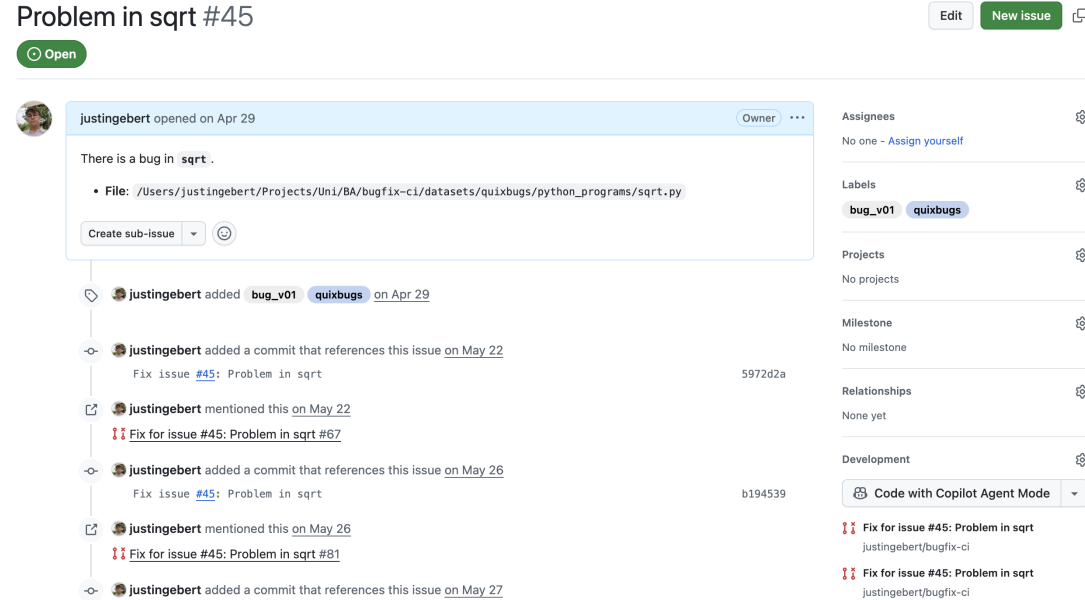 Problem in sqrt #45
Edit
New issue
Open
justingebert opened on Apr 29
Owner
There is a bug in sqrt .
• File: /Users/justingebert/Projects/Uni/BA/bugfix-ci/datasets/quixbugs/python_programs/sqrt.py
Create sub-issue
justingebert added bug_v01 quixbugs on Apr 29
justingebert added a commit that references this issue on May 22
Fix issue #45: Problem in sqrt 5972d2a
justingebert mentioned this on May 22
Fix for issue #45: Problem in sqrt #67
justingebert added a commit that references this issue on May 26
Fix issue #45: Problem in sqrt b194539
justingebert mentioned this on May 26
Fix for issue #45: Problem in sqrt #81
justingebert added a commit that references this issue on May 27
Assignees
No one - Assign yourself
Labels
bug_v01 quixbugs
Projects
No projects
Milestone
No milestone
Relationships
None yet
Development
Code with Copilot Agent Mode
Fix for issue #45: Problem in sqrt
justingebert/bugfix-ci
Fix for issue #45: Problem in sqrt
justingebert/bugfix-ci